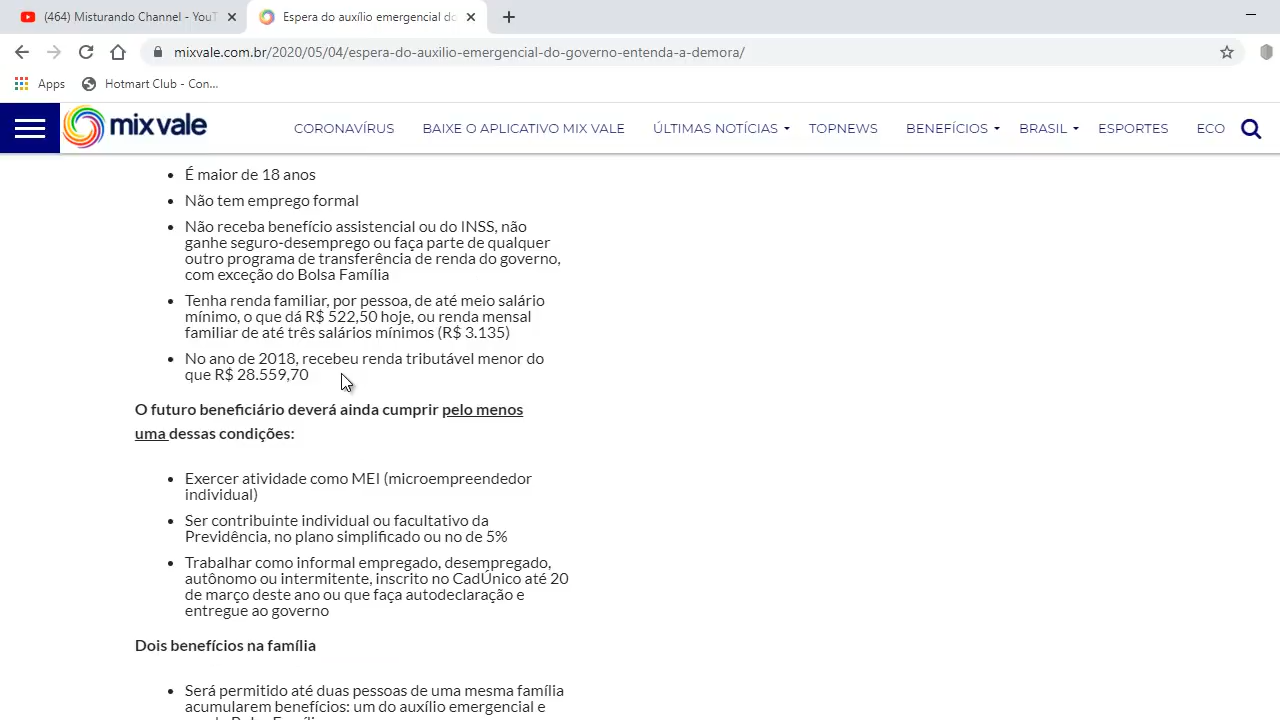 (464) Misturando Channel - YouT
Espera do auxílio emergencial do
mixvale.com.br/2020/05/04/espera-do-auxilio-emergencial-do-governo-entenda-a-demora/
Apps
Hotmart Club - Con...
mix vale
CORONAVÍRUS
BAIXE O APLICATIVO MIX VALE
ÚLTIMAS NOTÍCIAS
TOPNEWS
BENEFÍCIOS
BRASIL
ESPORTES
ECO
• É maior de 18 anos
• Não tem emprego formal
• Não receba benefício assistencial ou do INSS, não
ganhe seguro-desemprego ou faça parte de qualquer
outro programa de transferência de renda do governo,
com exceção do Bolsa Família
• Tenha renda familiar, por pessoa, de até meio salário
mínimo, o que dá R$ 522,50 hoje, ou renda mensal
familiar de até três salários mínimos (R$ 3.135)
• No ano de 2018, recebeu renda tributável menor do
que R$ 28.559,70
O futuro beneficiário deverá ainda cumprir pelo menos
uma dessas condições:
• Exercer atividade como MEI (microempreendedor
individual)
• Ser contribuinte individual ou facultativo da
Previdência, no plano simplificado ou no de 5%
• Trabalhar como informal empregado, desempregado,
autônomo ou intermitente, inscrito no CadÚnico até 20
de março deste ano ou que faça autodeclaração e
entregue ao governo
Dois benefícios na família
• Será permitido até duas pessoas de uma mesma família
acumularem benefícios: um do auxílio emergencial e